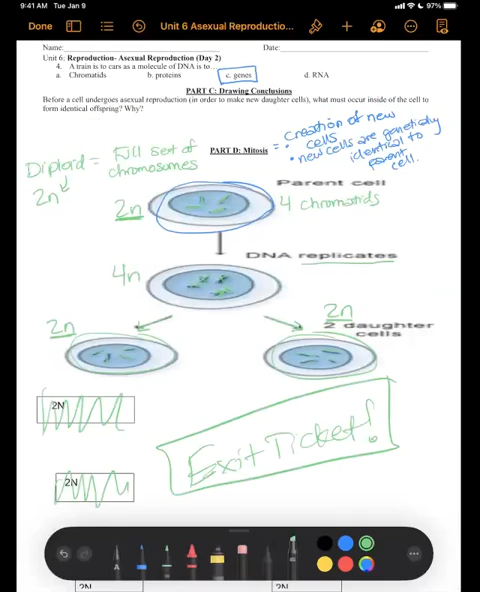 9:41 AM Tue Jan 9
97%
Done
Unit 6 Asexual Reproductio...
Name:
Date:
Unit 6: Reproduction- Asexual Reproduction (Day 2)
4. A train is to cars as a molecule of DNA is to...
a. Chromatids b. proteins c. genes d. RNA
PART C: Drawing Conclusions
Before a cell undergoes asexual reproduction (in order to make new daughter cells), what must occur inside of the cell to
form identical offspring? Why?
PART D: Mitosis
= • creation of new
cells
• new cells are genetically
identical to
parent
cell.
Diploid = Full set of
chromosomes
2n
Parent cell
2n
4 chromatids
DNA replicates
4n
2n
2n
2 daughter
cells
2N
Exit Ticket!
2N
A
2N
2N